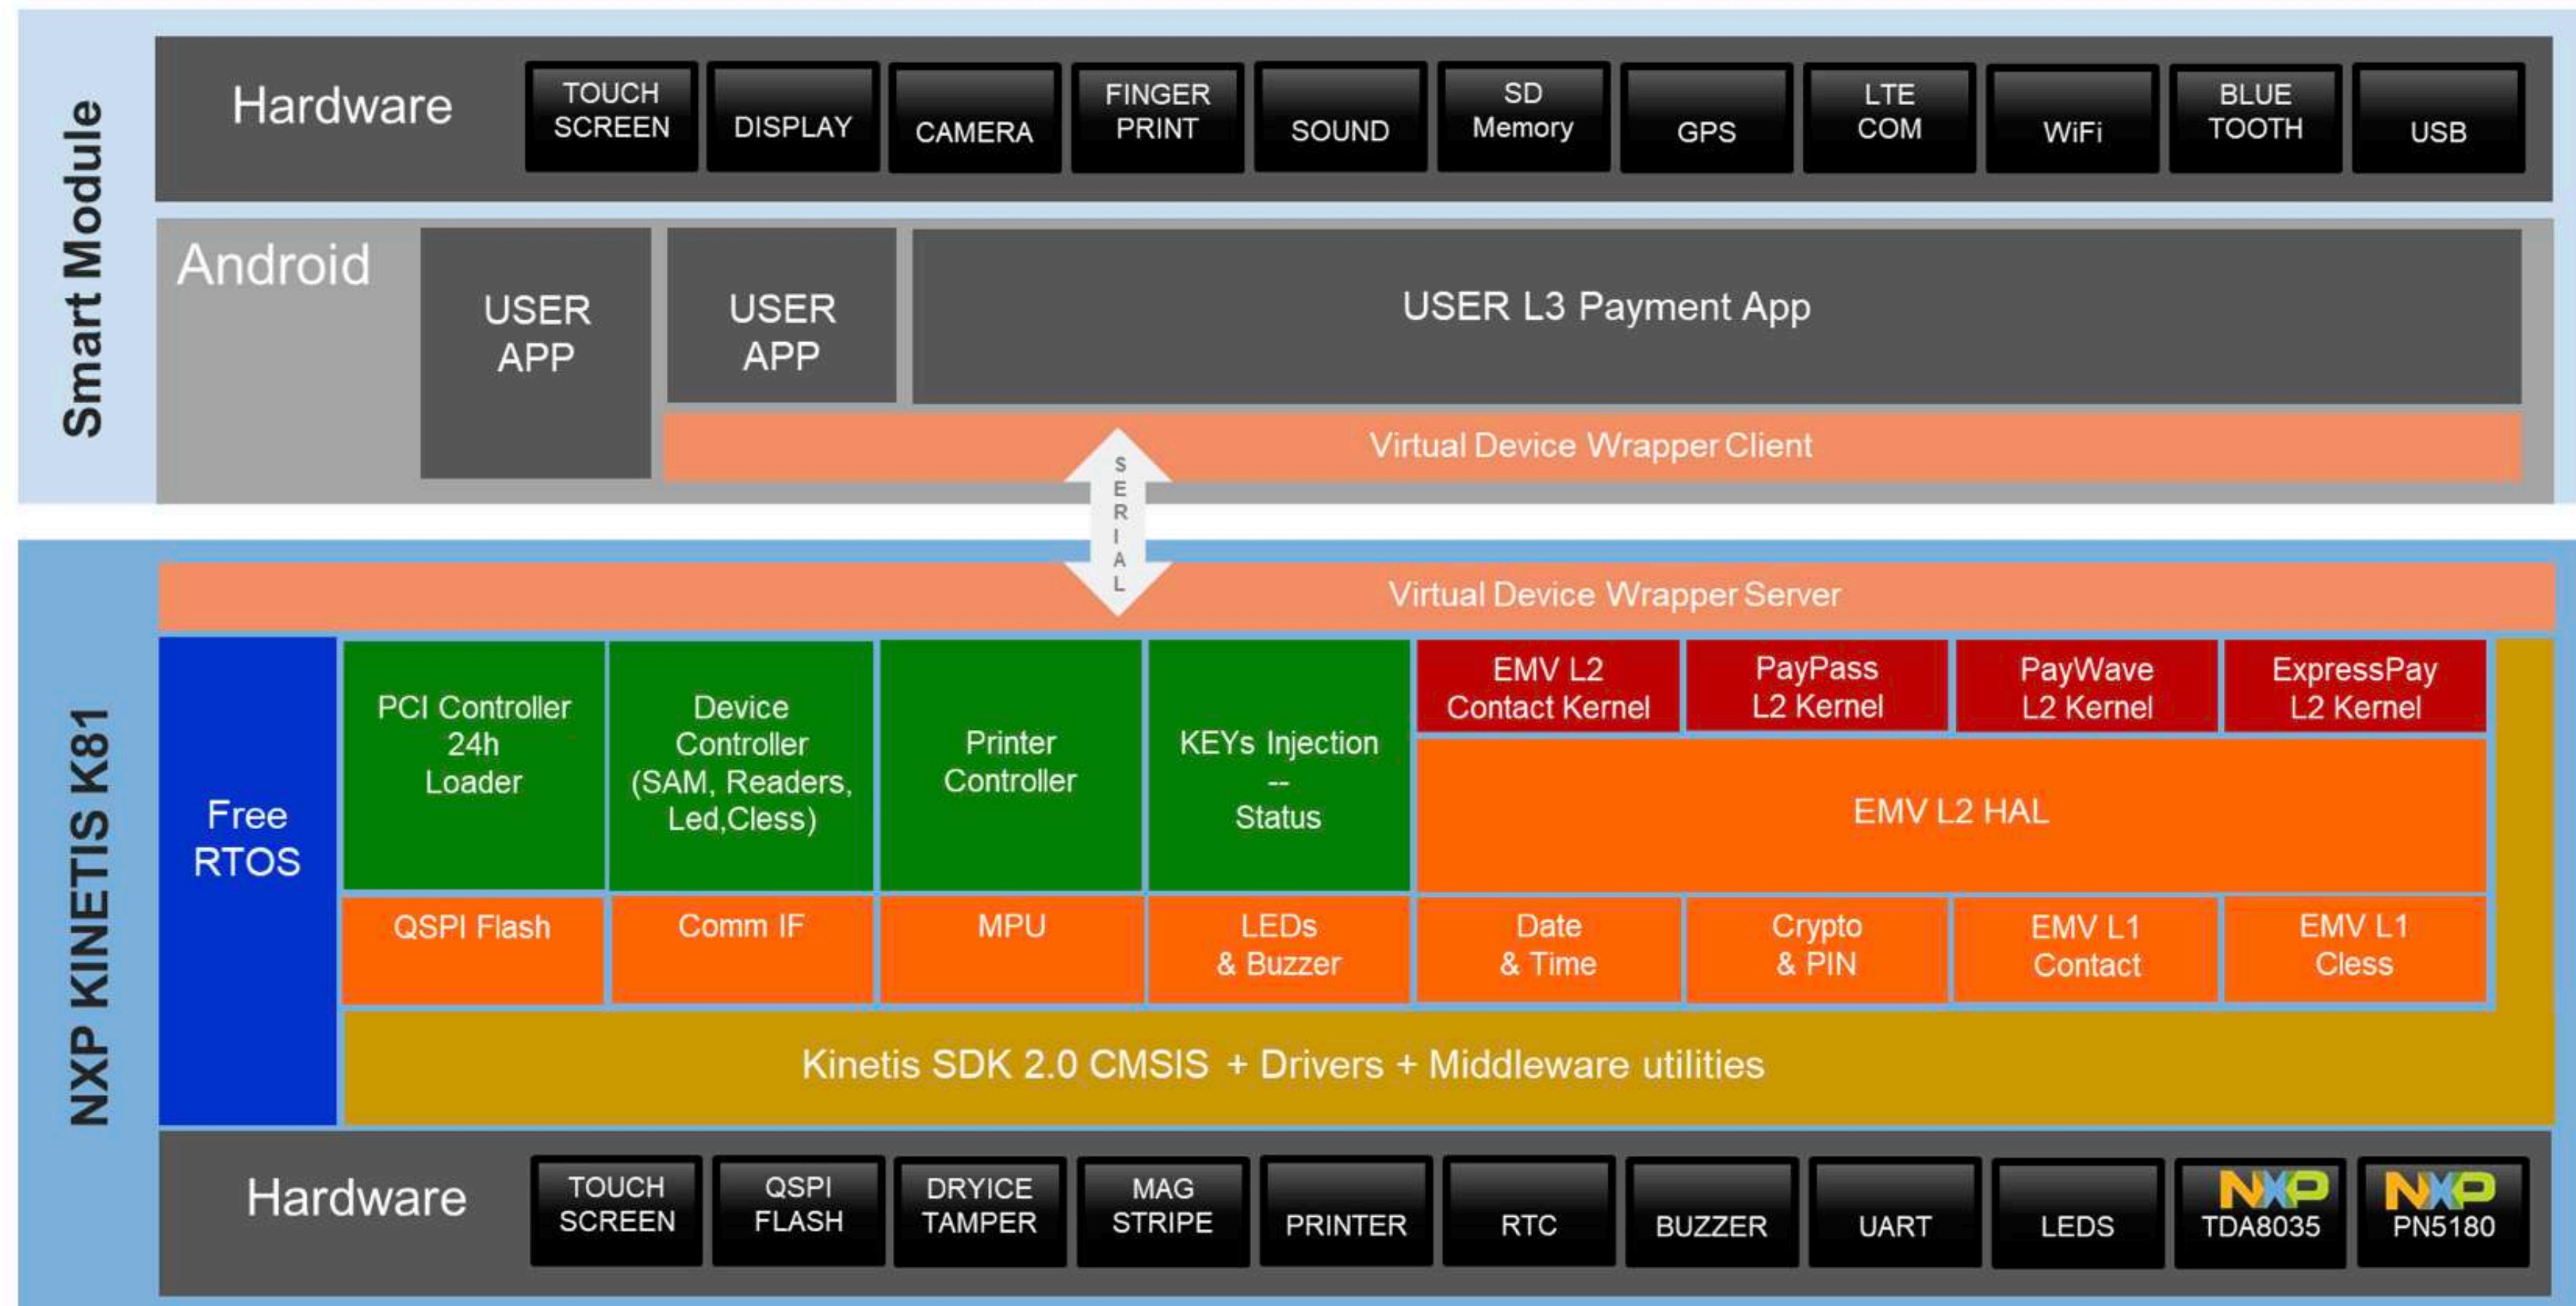 Smart Module
Hardware
TOUCH
SCREEN
DISPLAY
CAMERA
FINGER
PRINT
SOUND
SD
Memory
GPS
LTE
COM
WiFi
BLUE
TOOTH
USB
Android
USER
APP
USER
APP
USER L3 Payment App
Virtual Device Wrapper Client
SERIAL
NXP KINETIS K81
Virtual Device Wrapper Server
Free
RTOS
PCI Controller
24h
Loader
Device
Controller
(SAM, Readers,
Led,Cless)
Printer
Controller
KEYs Injection
--
Status
EMV L2
Contact Kernel
PayPass
L2 Kernel
PayWave
L2 Kernel
ExpressPay
L2 Kernel
EMV L2 HAL
QSPI Flash
Comm IF
MPU
LEDs
& Buzzer
Date
& Time
Crypto
& PIN
EMV L1
Contact
EMV L1
Cless
Kinetis SDK 2.0 CMSIS + Drivers + Middleware utilities
Hardware
TOUCH
SCREEN
QSPI
FLASH
DRYICE
TAMPER
MAG
STRIPE
PRINTER
RTC
BUZZER
UART
LEDS
NXP
TDA8035
NXP
PN5180